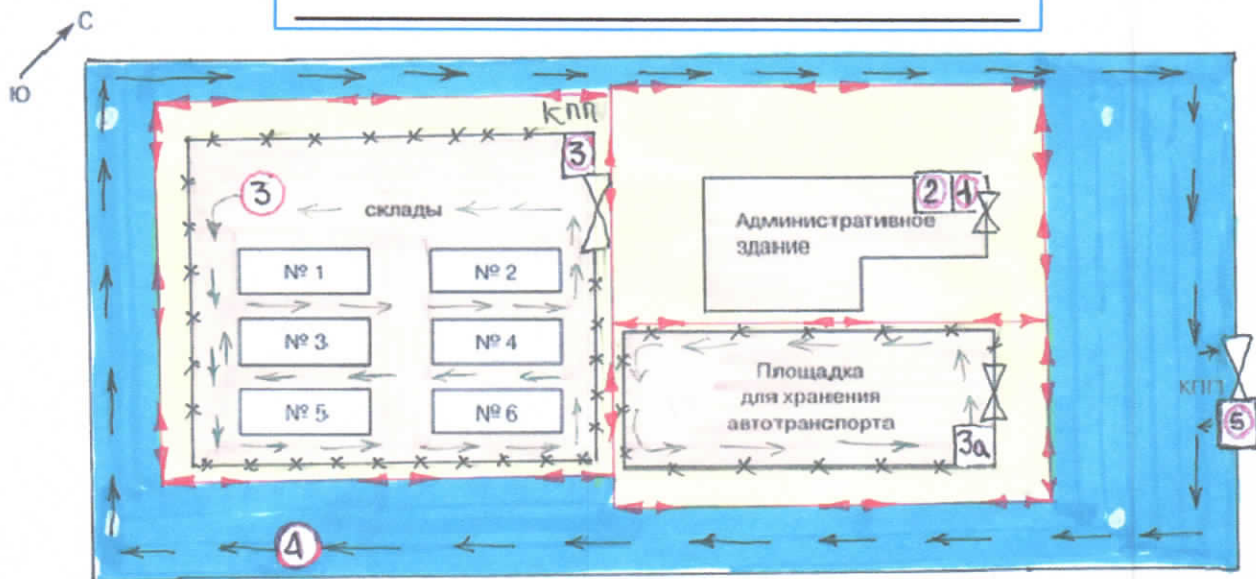 С
Ю
КПП
3
3
склады
№ 1
№ 2
№ 3
№ 4
№ 5
№ 6
2
1
Административное
здание
Площадка
для хранения
автотранспорта
3а
КПП
5
4